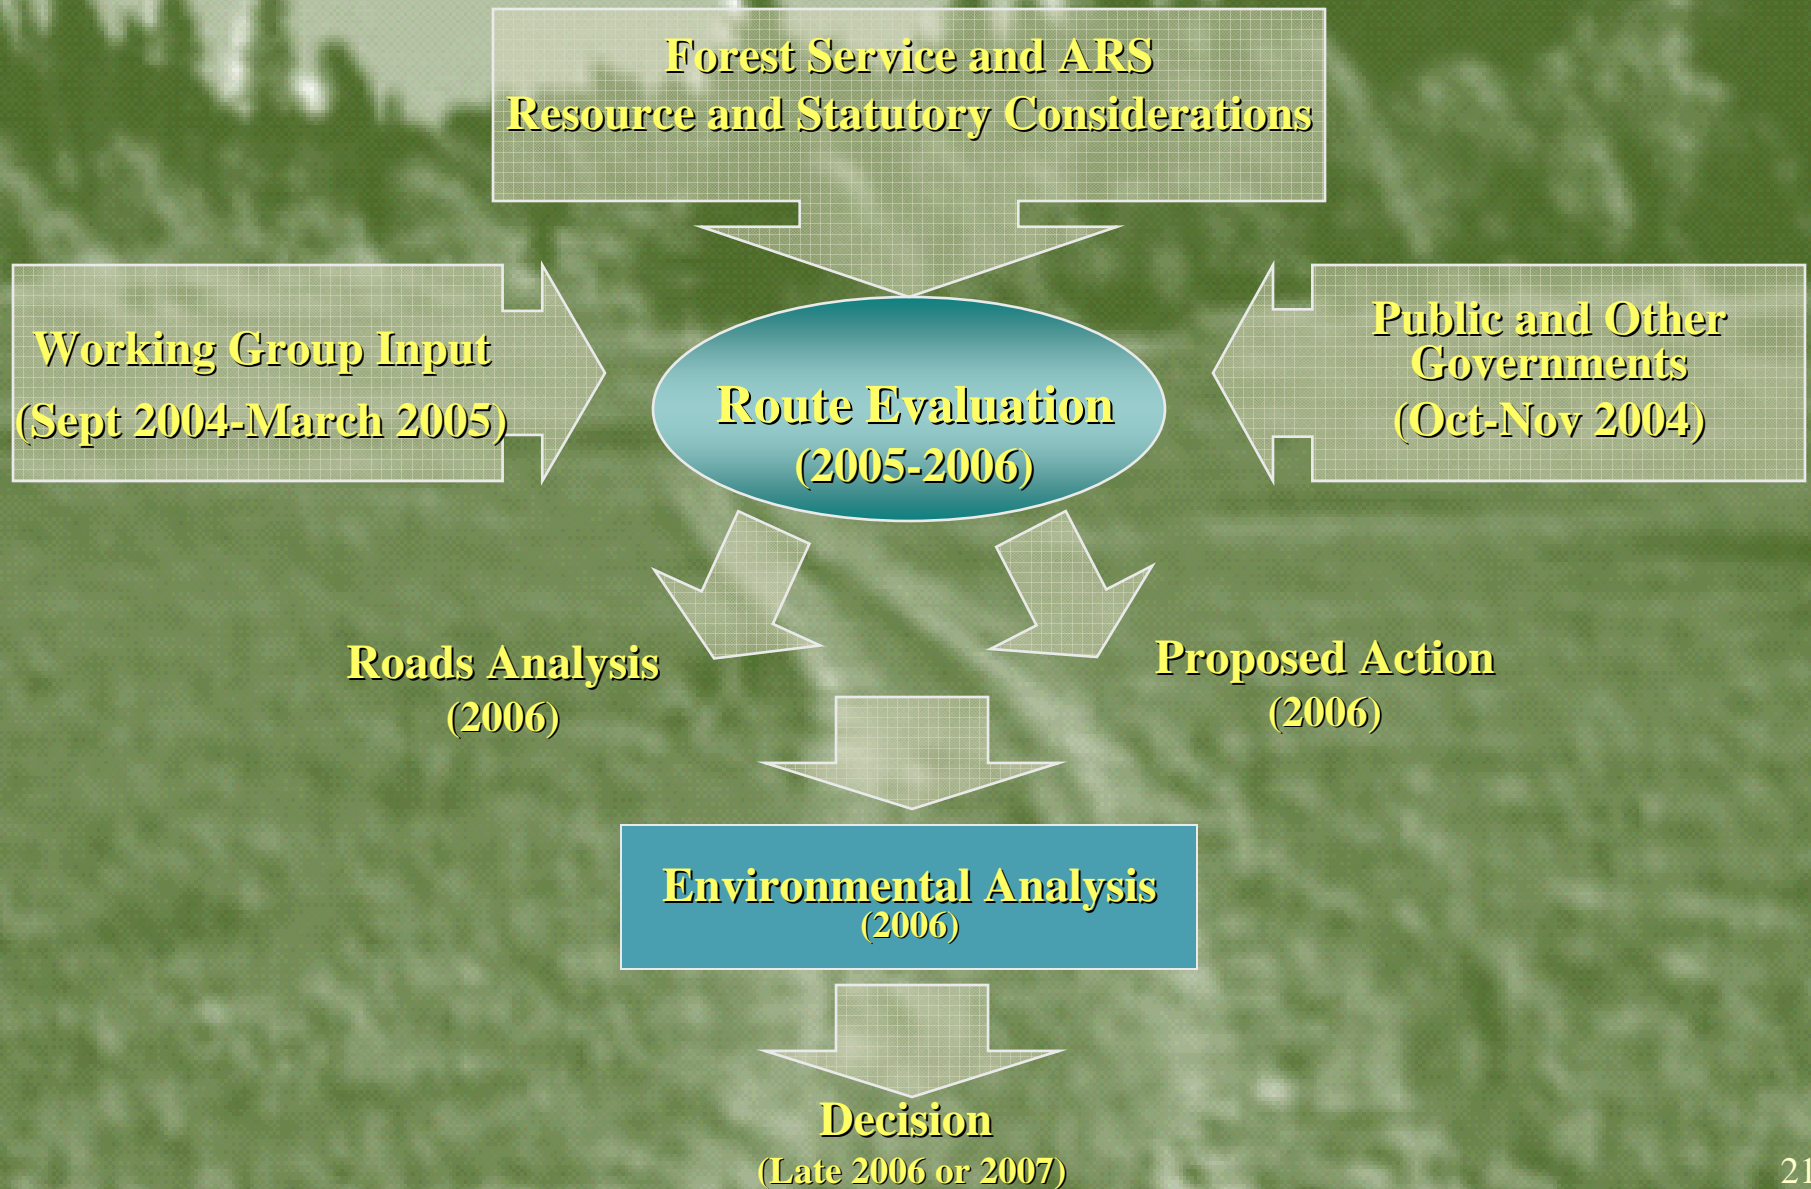 Forest Service and ARS
Resource and Statutory Considerations
Working Group Input
(Sept 2004-March 2005)
Route Evaluation
(2005-2006)
Public and Other
Governments
(Oct-Nov 2004)
Roads Analysis
(2006)
Proposed Action
(2006)
Environmental Analysis
(2006)
Decision
(Late 2006 or 2007)
21